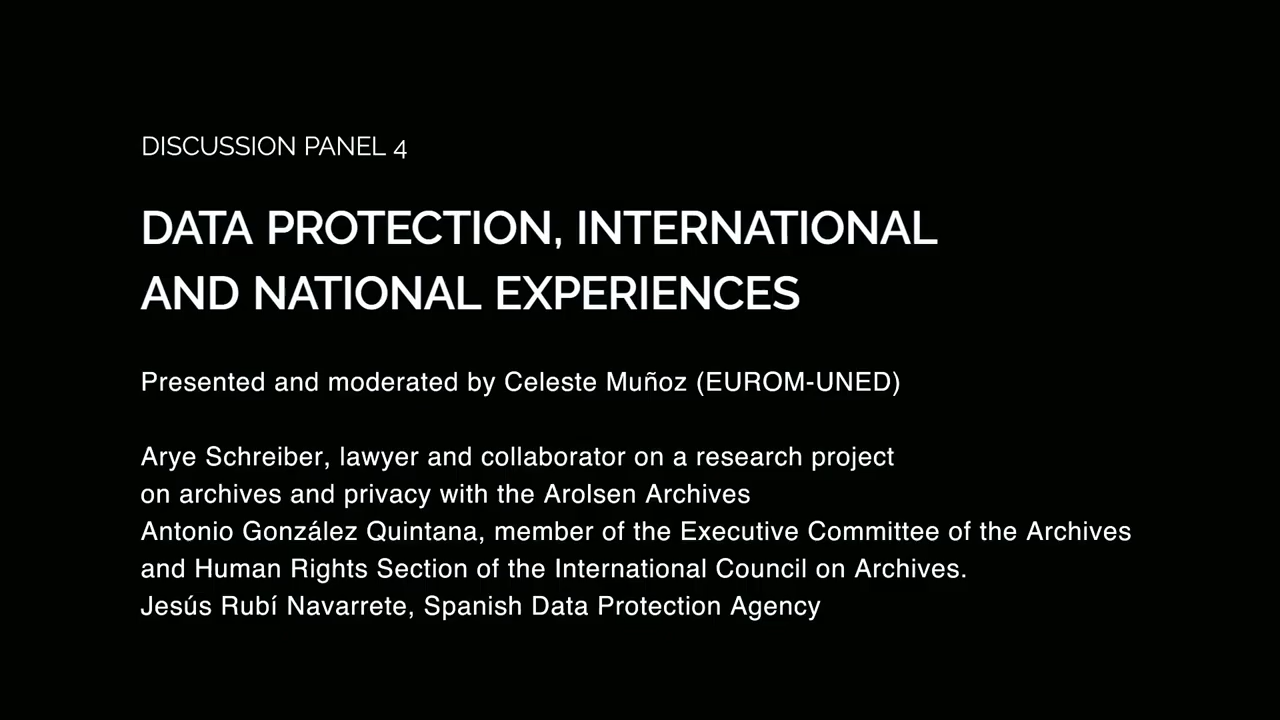 DISCUSSION PANEL 4
DATA PROTECTION, INTERNATIONAL
AND NATIONAL EXPERIENCES
Presented and moderated by Celeste Muñoz (EUROM-UNED)
Arye Schreiber, lawyer and collaborator on a research project
on archives and privacy with the Arolsen Archives
Antonio González Quintana, member of the Executive Committee of the Archives
and Human Rights Section of the International Council on Archives.
Jesús Rubí Navarrete, Spanish Data Protection Agency